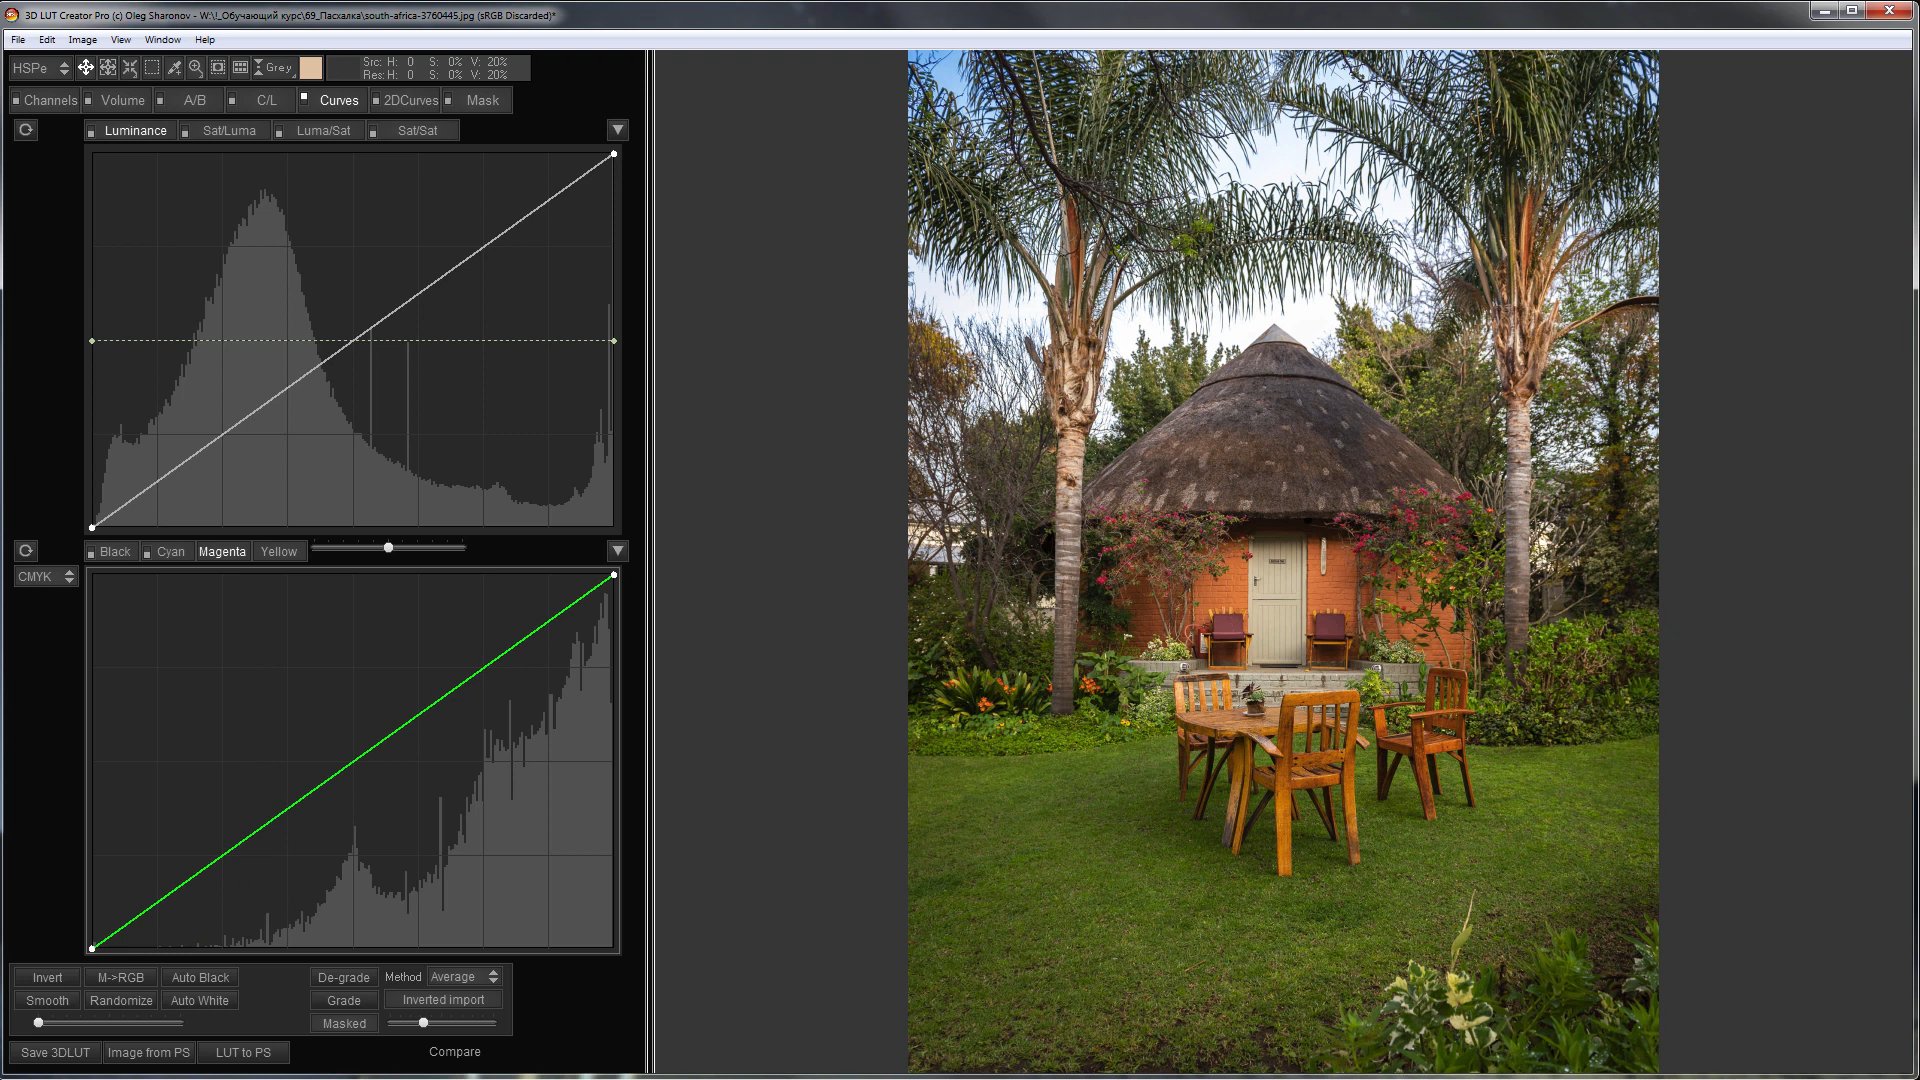 3D LUT Creator Pro (c) Oleg Sharonov - W:\!_Обучающий курс\69_Пасхалка\south-africa-3760445.jpg (sRGB Discarded)*
File Edit Image View Window Help
HSPe Grey Src: H: 0 S: 0% V: 20%
Res: H: 0 S: 0% V: 20%
Channels Volume A/B C/L Curves 2DCurves Mask
Luminance Sat/Luma Luma/Sat Sat/Sat
Black Cyan Magenta Yellow
CMYK
Invert M->RGB Auto Black De-grade Method Average
Smooth Randomize Auto White Grade Inverted import
Masked
Save 3DLUT Image from PS LUT to PS Compare